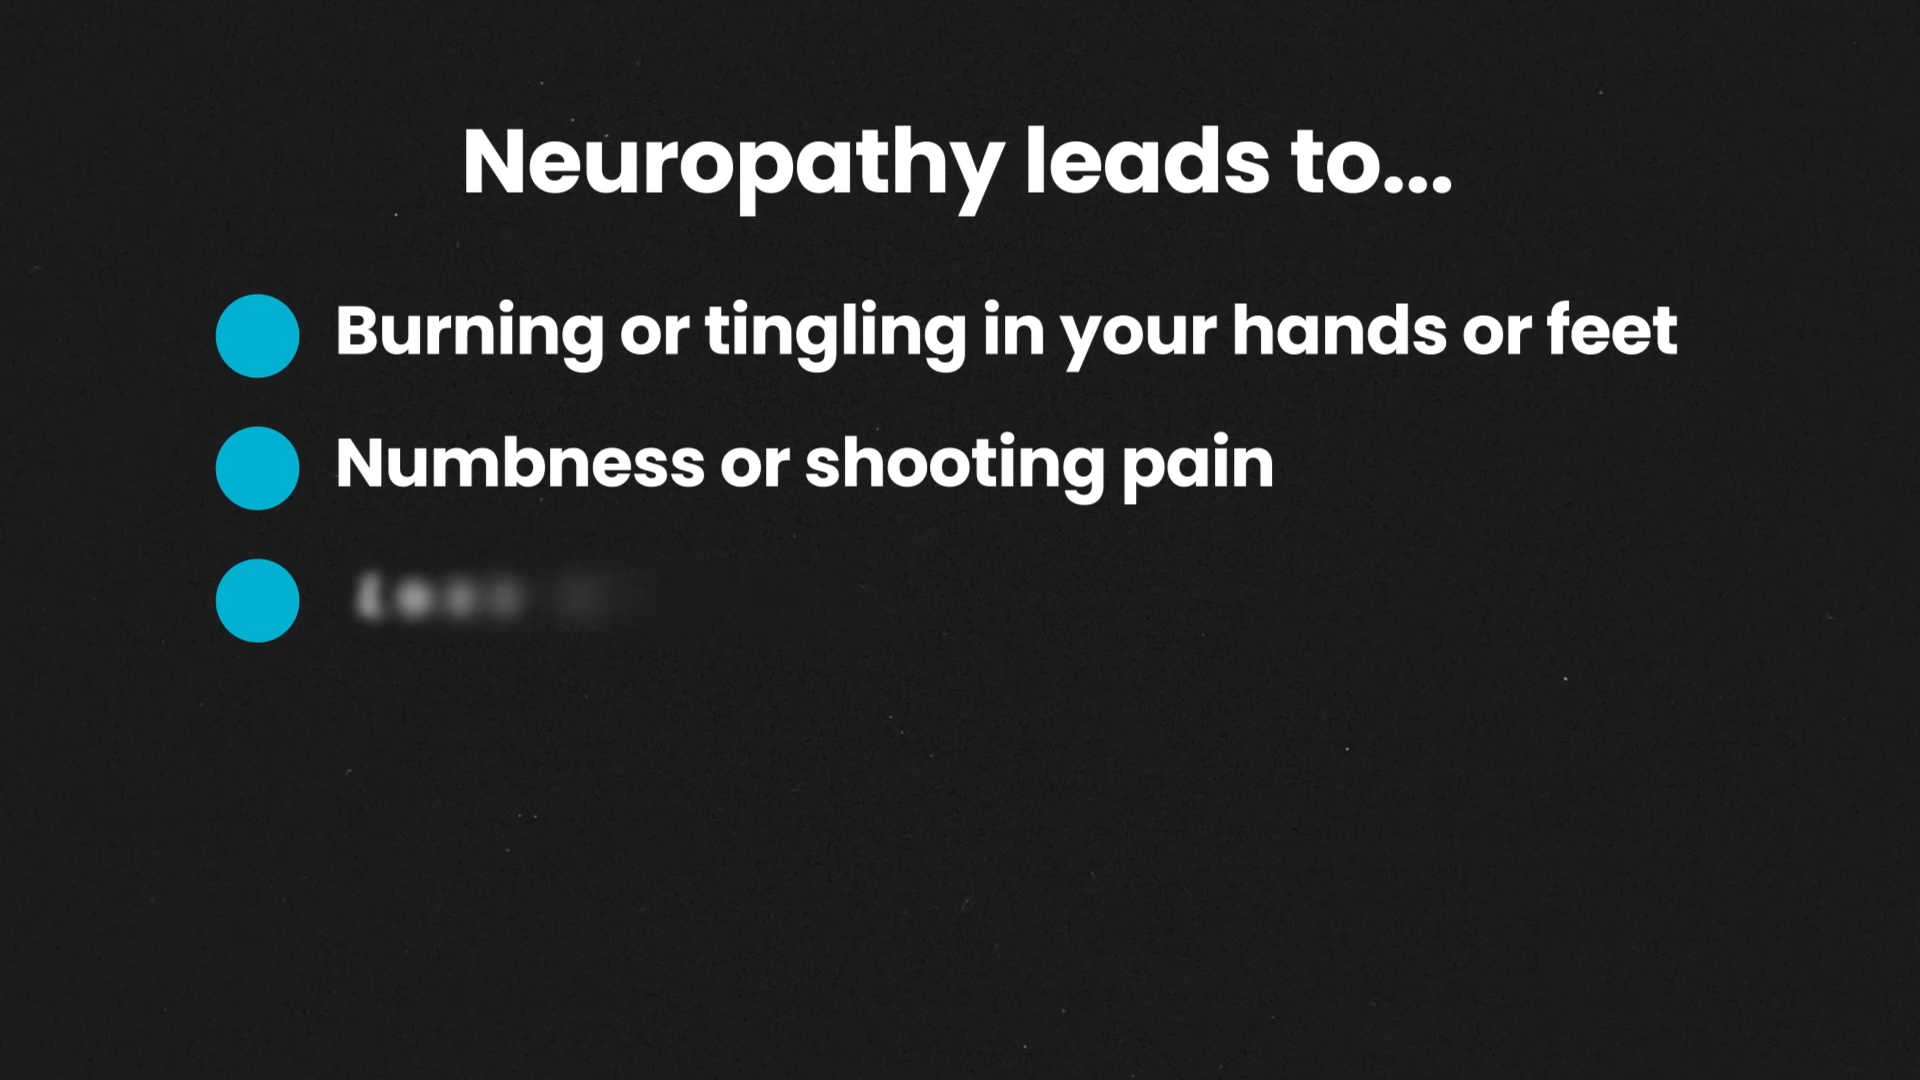 Neuropathy leads to...
Burning or tingling in your hands or feet
Numbness or shooting pain